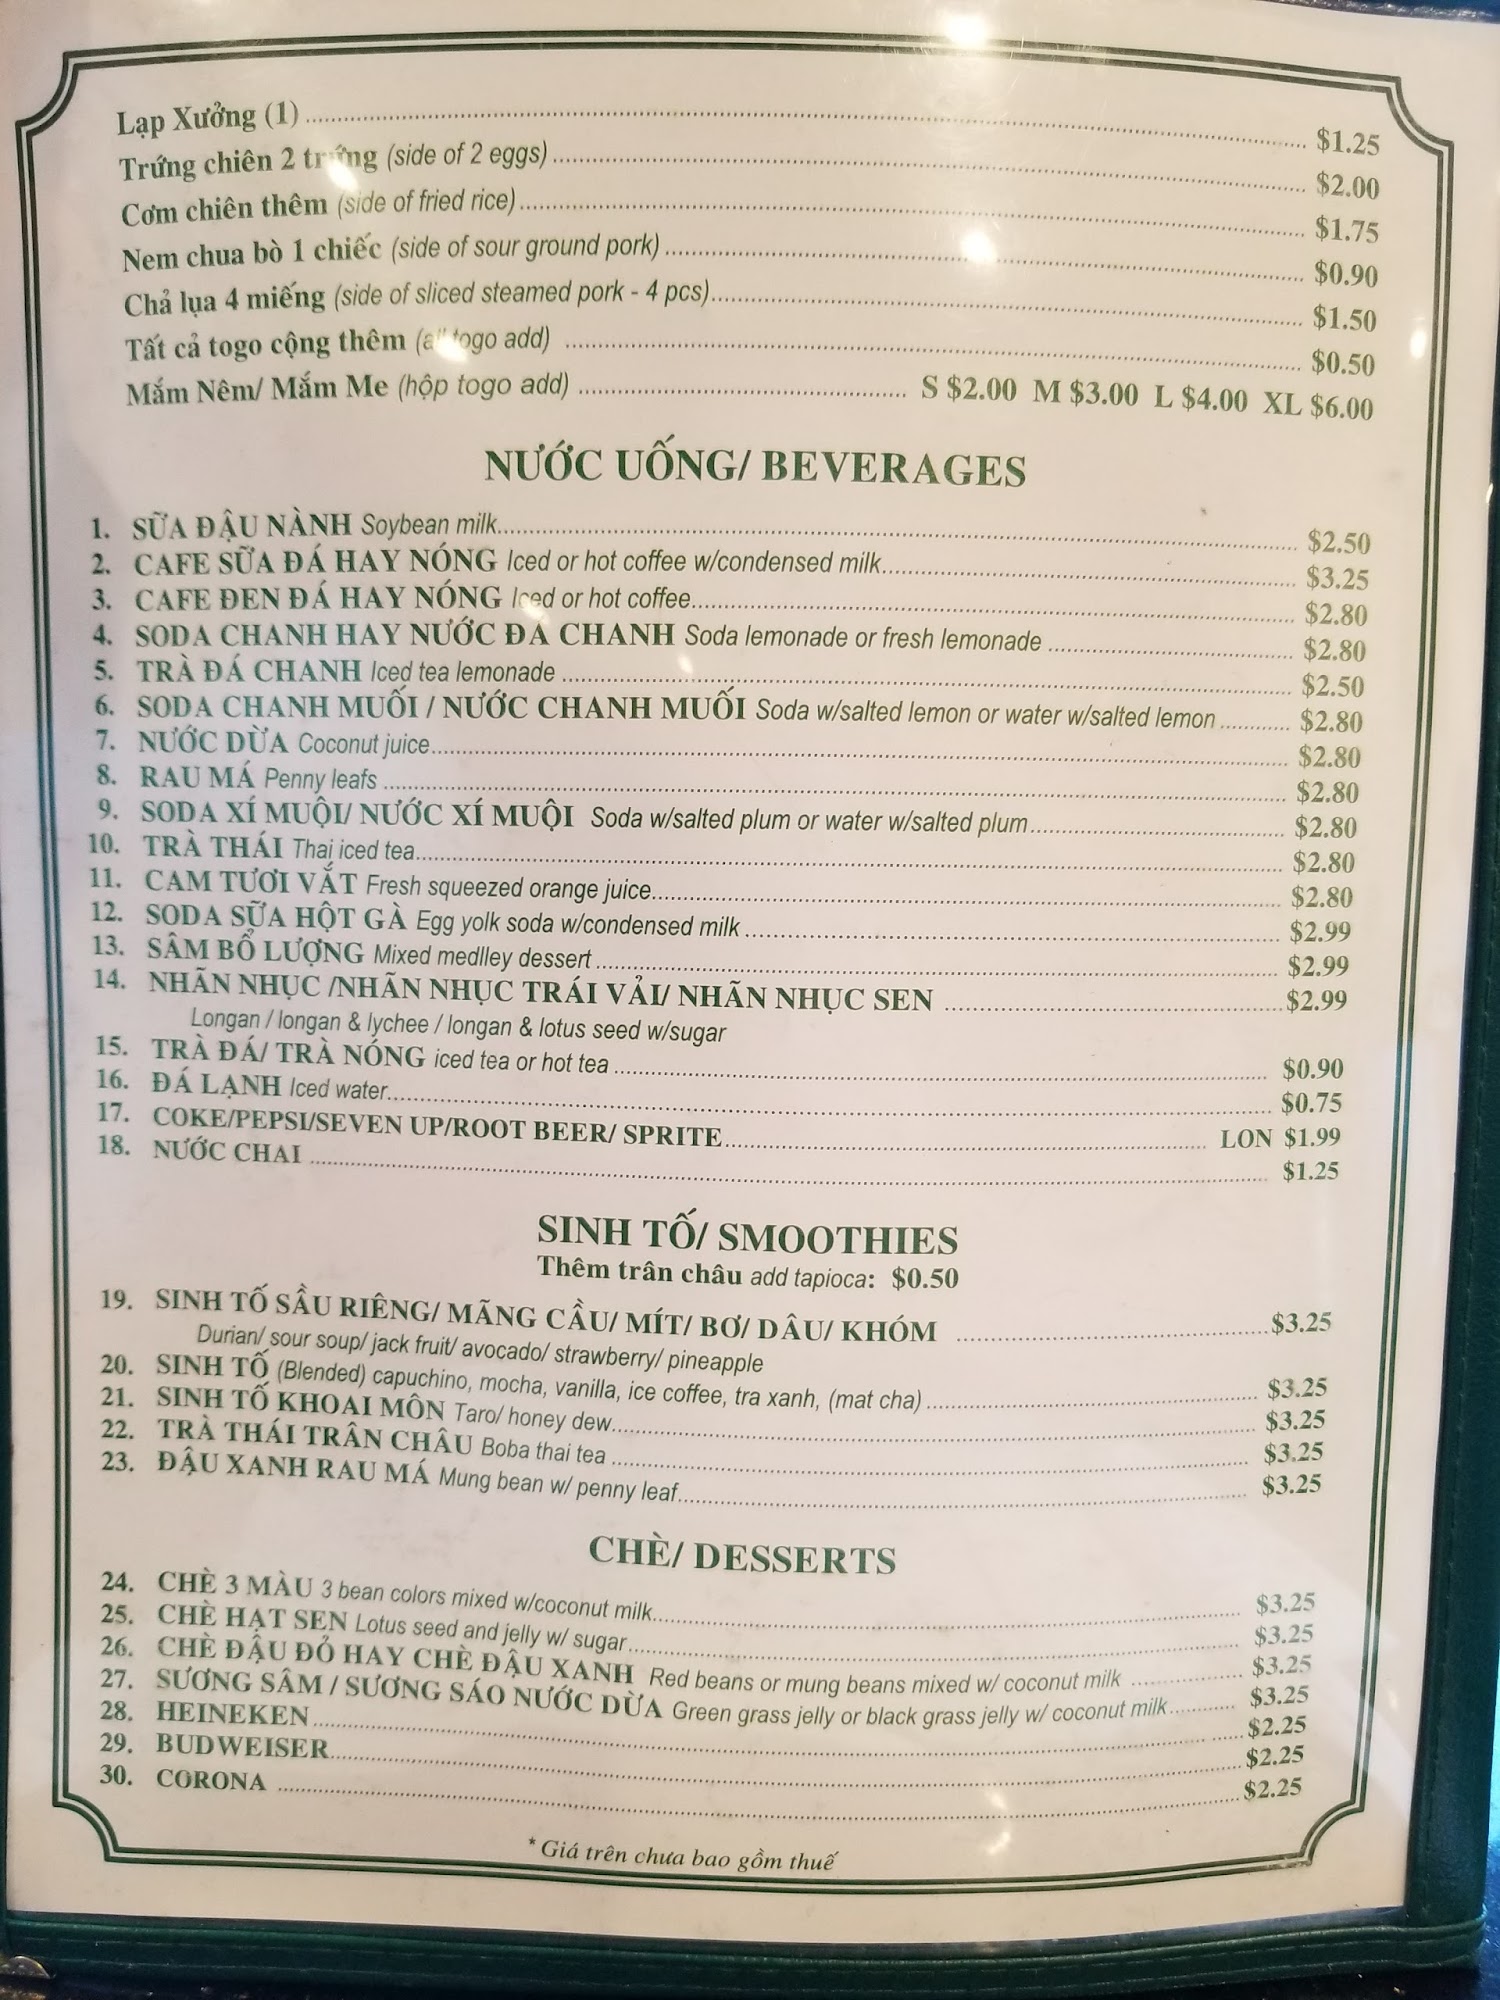 Lạp Xưởng (1) $1.25
Trứng chiên 2 trứng (side of 2 eggs) $2.00
Cơm chiên thêm (side of fried rice) $1.75
Nem chua bò 1 chiếc (side of sour ground pork) $0.90
Chả lụa 4 miếng (side of sliced steamed pork - 4 pcs) $1.50
Tất cả togo cộng thêm (all togo add) $0.50
Mắm Nêm/ Mắm Me (hộp togo add) S $2.00 M $3.00 L $4.00 XL $6.00
NƯỚC UỐNG/ BEVERAGES
1. SỮA ĐẬU NÀNH Soybean milk $2.50
2. CAFE SỮA ĐÁ HAY NÓNG Iced or hot coffee w/condensed milk $3.25
3. CAFE ĐEN ĐÁ HAY NÓNG Iced or hot coffee $2.80
4. SODA CHANH HAY NƯỚC ĐÁ CHANH Soda lemonade or fresh lemonade $2.80
5. TRÀ ĐÁ CHANH Iced tea lemonade $2.50
6. SODA CHANH MUỐI / NƯỚC CHANH MUỐI Soda w/salted lemon or water w/salted lemon $2.80
7. NƯỚC DỪA Coconut juice $2.80
8. RAU MÁ Penny leafs $2.80
9. SODA XÍ MUỘI/ NƯỚC XÍ MUỘI Soda w/salted plum or water w/salted plum $2.80
10. TRÀ THÁI Thai iced tea $2.80
11. CAM TƯƠI VẮT Fresh squeezed orange juice $2.80
12. SODA SỮA HỘT GÀ Egg yolk soda w/condensed milk $2.99
13. SÂM BỔ LƯỢNG Mixed medlley dessert $2.99
14. NHÃN NHỤC /NHÃN NHỤC TRÁI VẢI/ NHÃN NHỤC SEN $2.99
Longan / longan & lychee / longan & lotus seed w/sugar
15. TRÀ ĐÁ/ TRÀ NÓNG iced tea or hot tea $0.90
16. ĐÁ LẠNH Iced water $0.75
17. COKE/PEPSI/SEVEN UP/ROOT BEER/ SPRITE LON $1.99
18. NƯỚC CHAI $1.25
SINH TỐ/ SMOOTHIES
Thêm trân châu add tapioca: $0.50
19. SINH TỐ SẦU RIÊNG/ MÃNG CẦU/ MÍT/ BƠ/ DÂU/ KHÓM $3.25
Durian/ sour soup/ jack fruit/ avocado/ strawberry/ pineapple
20. SINH TỐ (Blended) capuchino, mocha, vanilla, ice coffee, tra xanh, (mat cha) $3.25
21. SINH TỐ KHOAI MÔN Taro/ honey dew $3.25
22. TRÀ THÁI TRÂN CHÂU Boba thai tea $3.25
23. ĐẬU XANH RAU MÁ Mung bean w/ penny leaf $3.25
CHÈ/ DESSERTS
24. CHÈ 3 MÀU 3 bean colors mixed w/coconut milk $3.25
25. CHÈ HẠT SEN Lotus seed and jelly w/ sugar $3.25
26. CHÈ ĐẬU ĐỎ HAY CHÈ ĐẬU XANH Red beans or mung beans mixed w/ coconut milk $3.25
27. SƯƠNG SÂM / SƯƠNG SÁO NƯỚC DỪA Green grass jelly or black grass jelly w/ coconut milk $3.25
28. HEINEKEN $2.25
29. BUDWEISER $2.25
30. CORONA $2.25
* Giá trên chưa bao gồm thuế